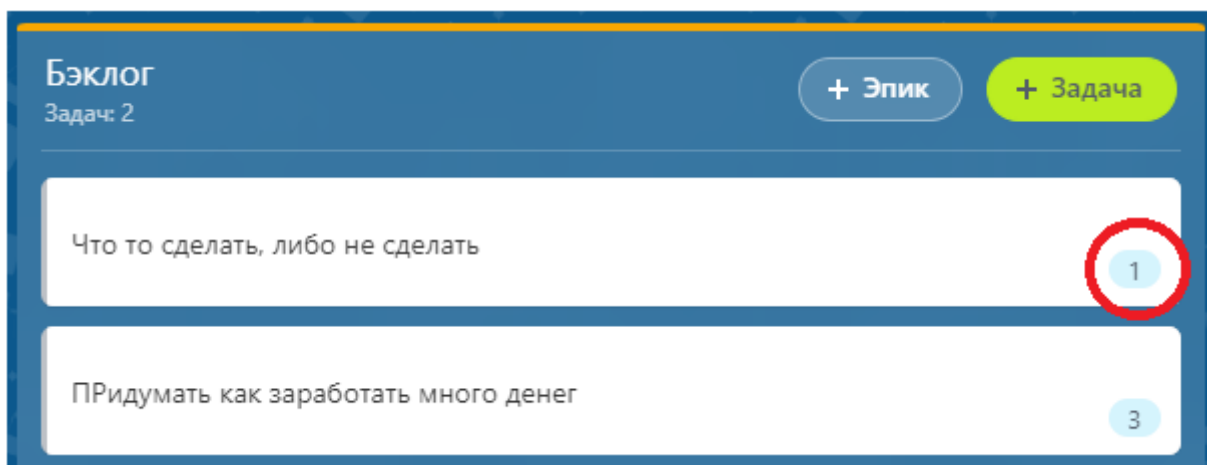 Бэклог
Задач: 2
+ Эпик
+ Задача
Что то сделать, либо не сделать
1
ПРидумать как заработать много денег
3